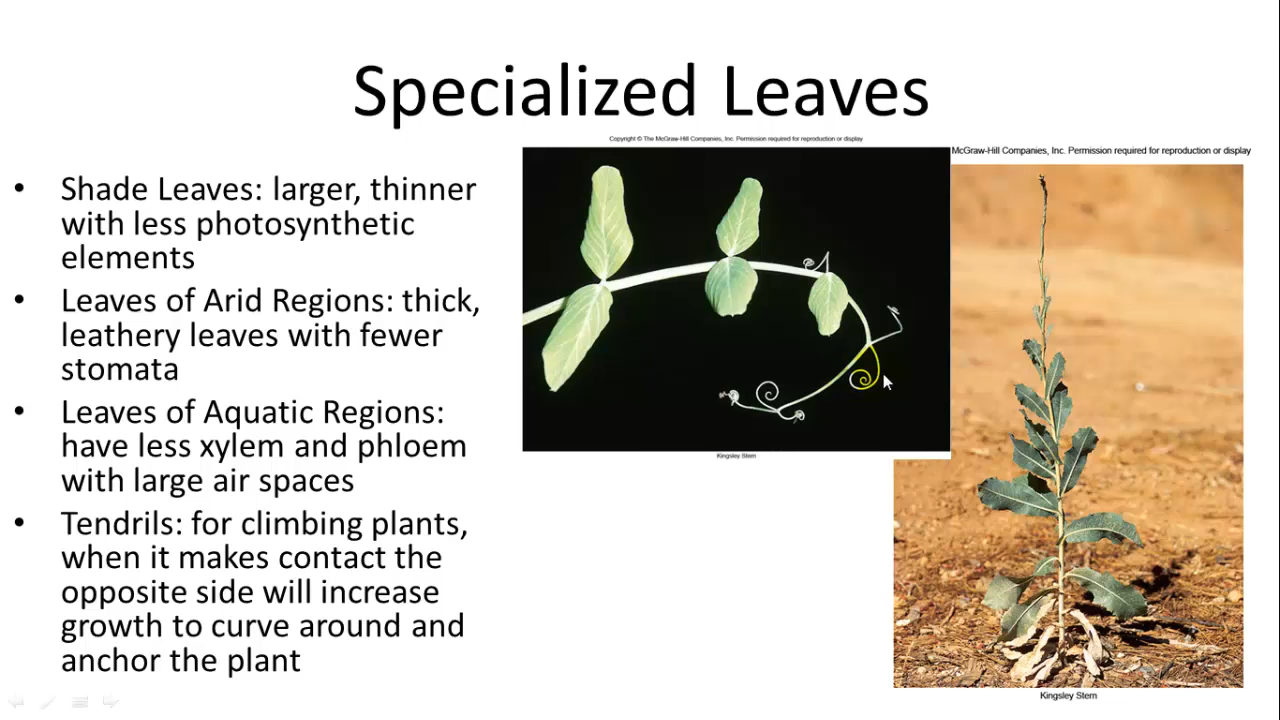 Specialized Leaves
Copyright © The McGraw-Hill Companies, Inc. Permission required for reproduction or display
McGraw-Hill Companies, Inc. Permission required for reproduction or display
• Shade Leaves: larger, thinner
with less photosynthetic
elements
• Leaves of Arid Regions: thick,
leathery leaves with fewer
stomata
• Leaves of Aquatic Regions:
have less xylem and phloem
with large air spaces
• Tendrils: for climbing plants,
when it makes contact the
opposite side will increase
growth to curve around and
anchor the plant
Kingsley Stern
Kingsley Stern